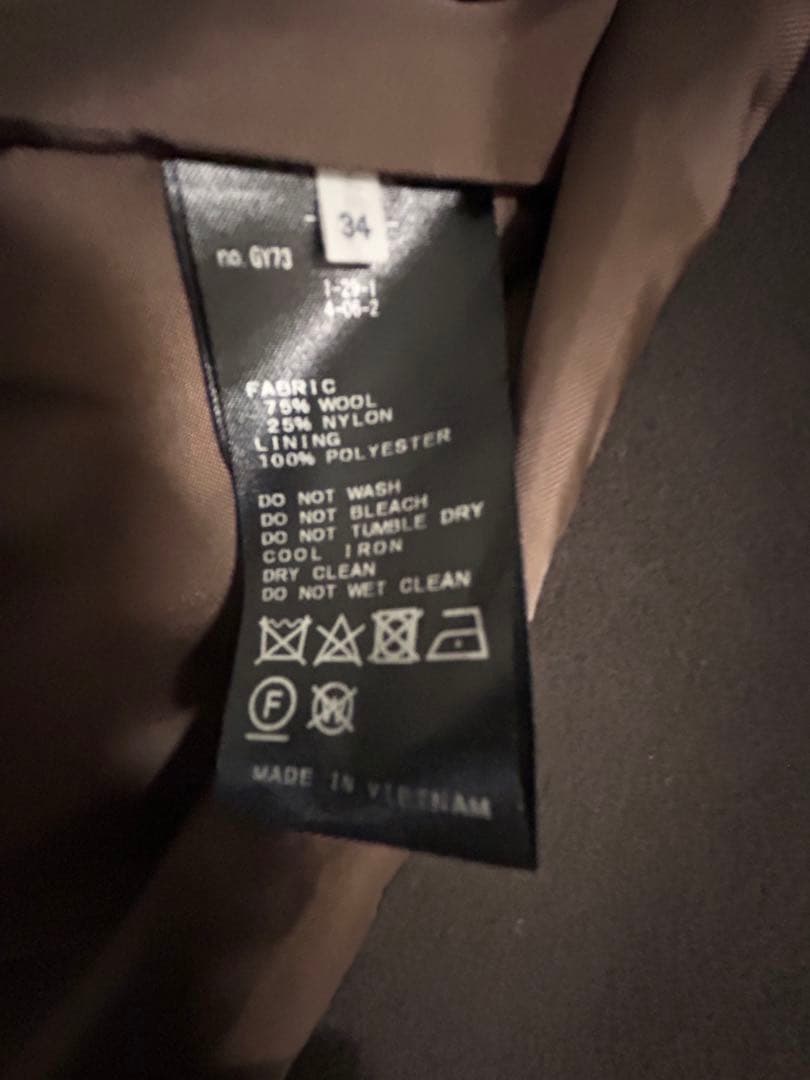 34
no. GY73
1-29-1
4-06-2
FABRIC
75% WOOL
25% NYLON
LINING
100% POLYESTER
DO NOT WASH
DO NOT BLEACH
DO NOT TUMBLE DRY
COOL IRON
DRY CLEAN
DO NOT WET CLEAN
F
W
MADE IN VIETNAM